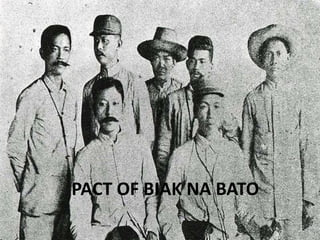 PACT OF BIAK NA BATO